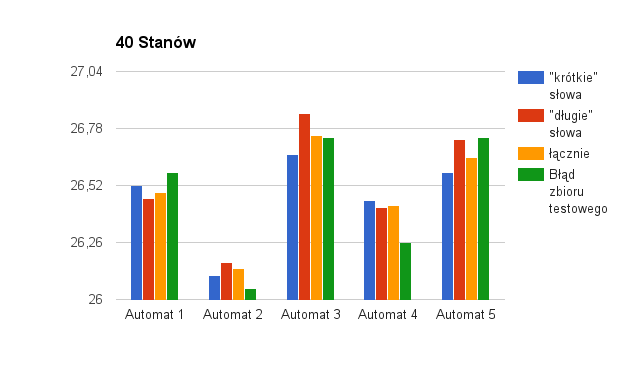 40 Stanów
27,04
26,78
26,52
26,26
26
Automat 1
Automat 2
Automat 3
Automat 4
Automat 5
"krótkie"
słowa
"długie"
słowa
łącznie
Błąd
zbioru
testowego